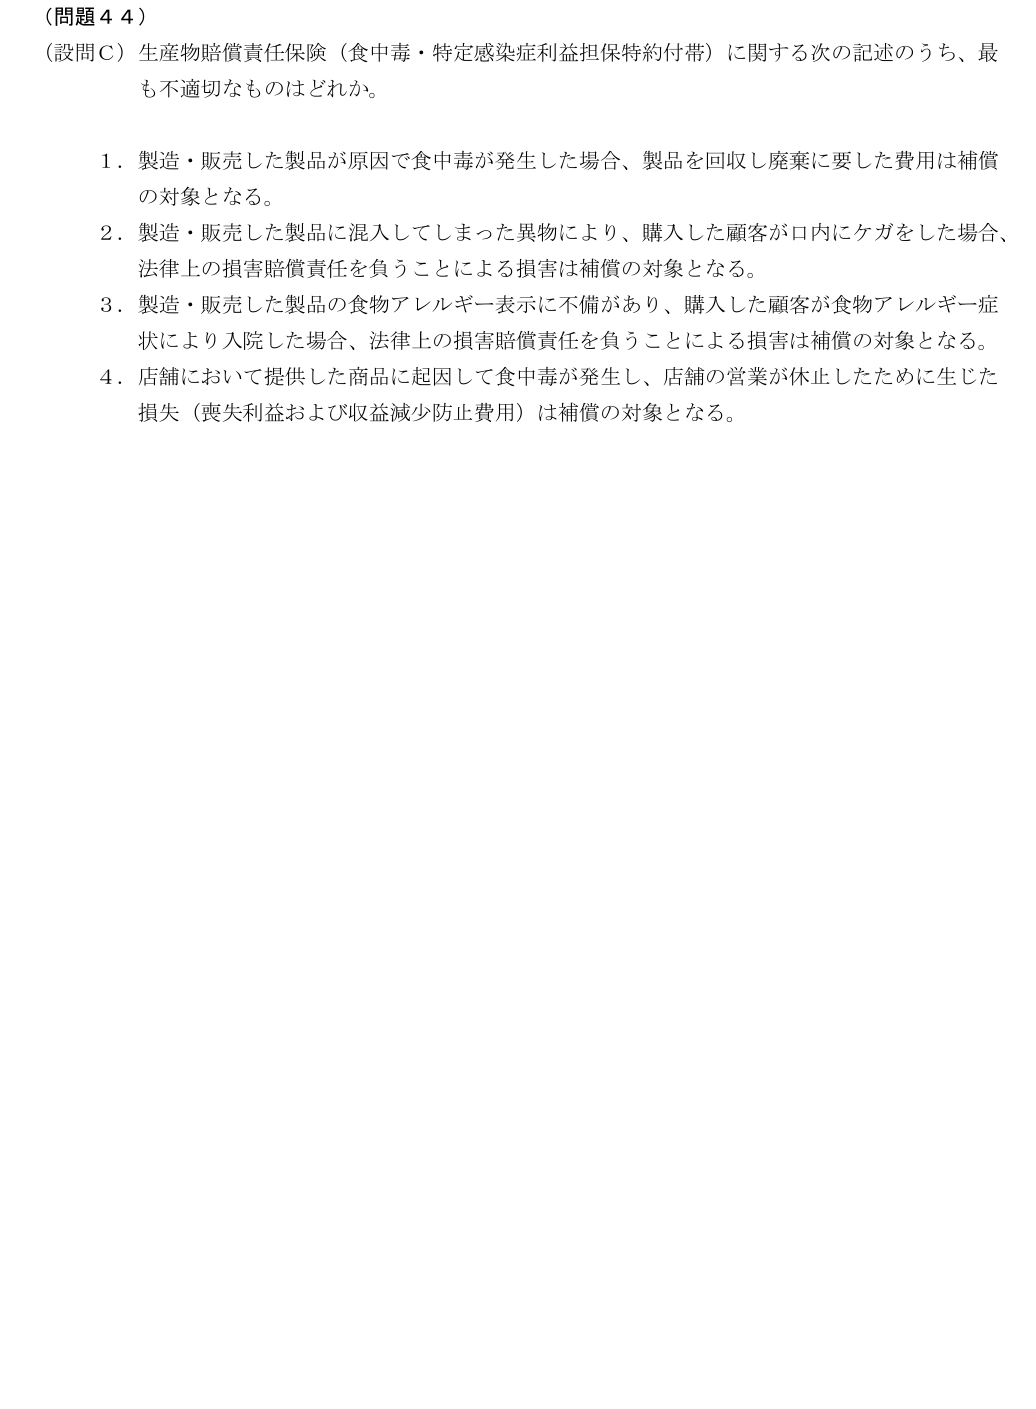 （問題４４）
（設問Ｃ）生産物賠償責任保険（食中毒・特定感染症利益担保特約付帯）に関する次の記述のうち、最
も不適切なものはどれか。
１．製造・販売した製品が原因で食中毒が発生した場合、製品を回収し廃棄に要した費用は補償
の対象となる。
２．製造・販売した製品に混入してしまった異物により、購入した顧客が口内にケガをした場合、
法律上の損害賠償責任を負うことによる損害は補償の対象となる。
３．製造・販売した製品の食物アレルギー表示に不備があり、購入した顧客が食物アレルギー症
状により入院した場合、法律上の損害賠償責任を負うことによる損害は補償の対象となる。
４．店舗において提供した商品に起因して食中毒が発生し、店舗の営業が休止したために生じた
損失（喪失利益および収益減少防止費用）は補償の対象となる。